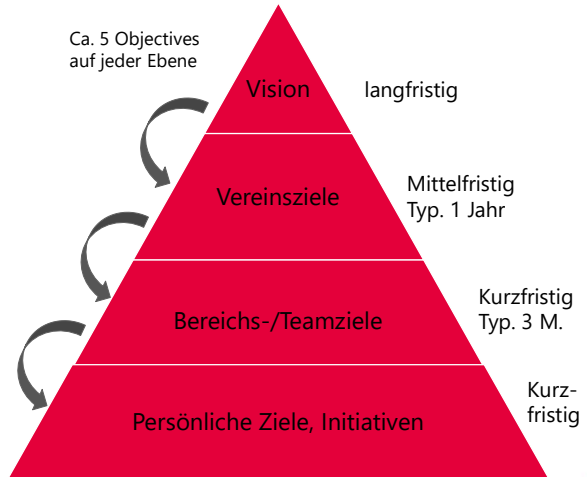 Ca. 5 Objectives
auf jeder Ebene
Vision
langfristig
Vereinsziele
Mittelfristig
Typ. 1 Jahr
Bereichs-/Teamziele
Kurzfristig
Typ. 3 M.
Persönliche Ziele, Initiativen
Kurz-
fristig